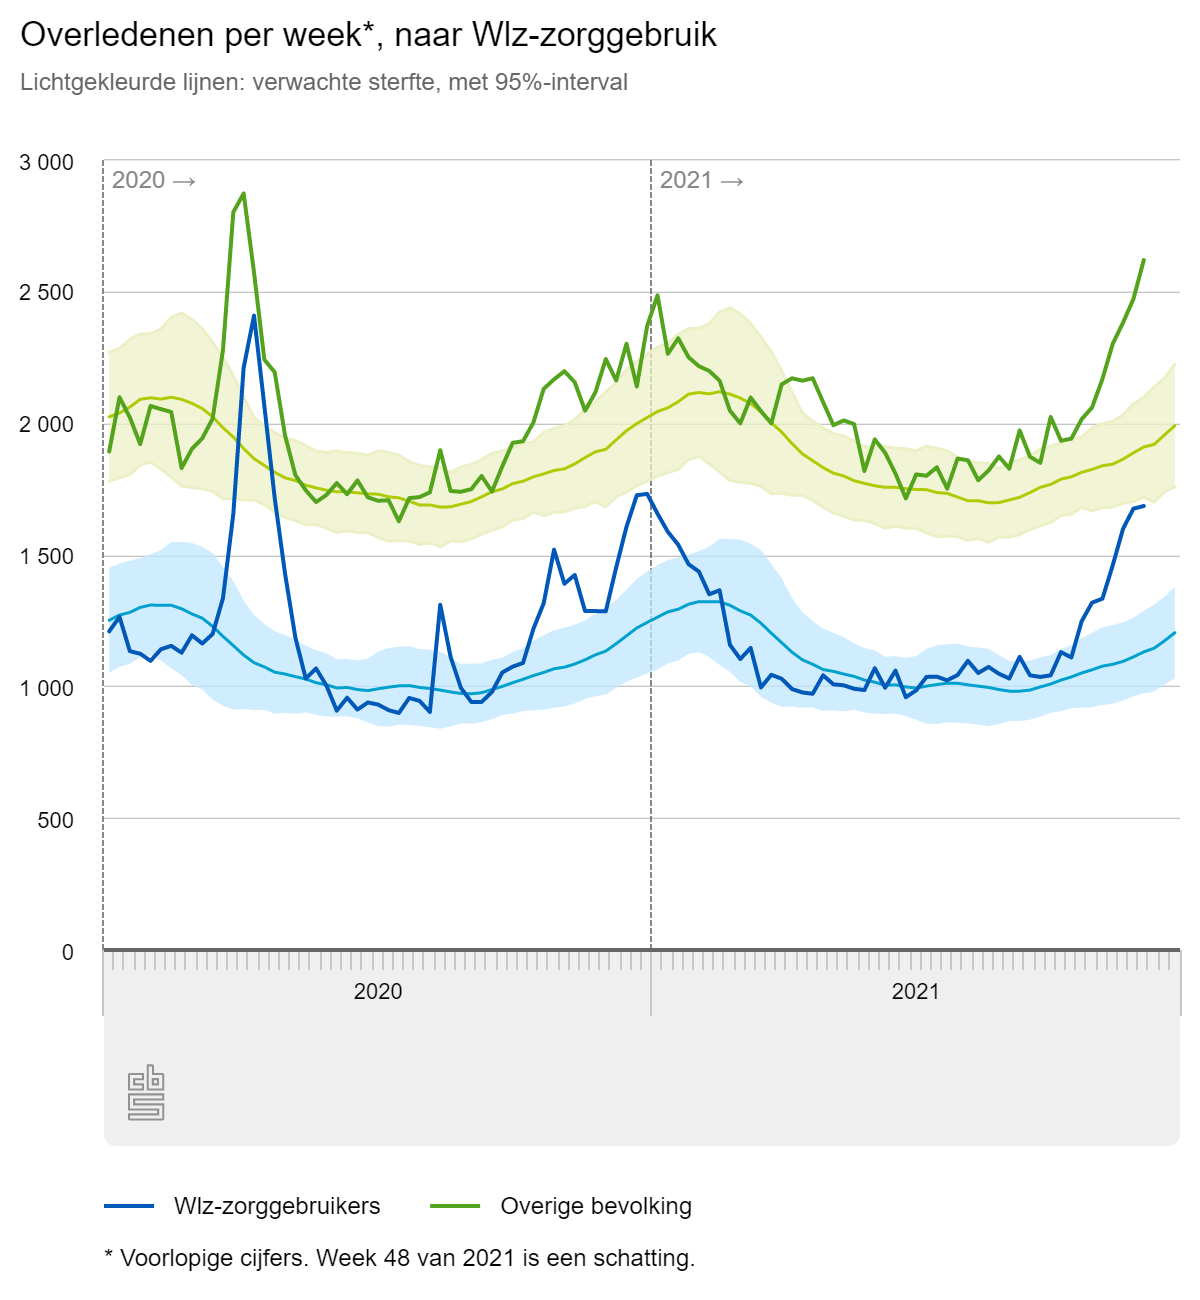 Overledenen per week*, naar Wlz-zorggebruik
Lichtgekleurde lijnen: verwachte sterfte, met 95%-interval
3 000
2020 →
2021 →
2 500
2 000
1 500
1 000
500
0
2020
2021
cbs
Wlz-zorggebruikers
Overige bevolking
* Voorlopige cijfers. Week 48 van 2021 is een schatting.